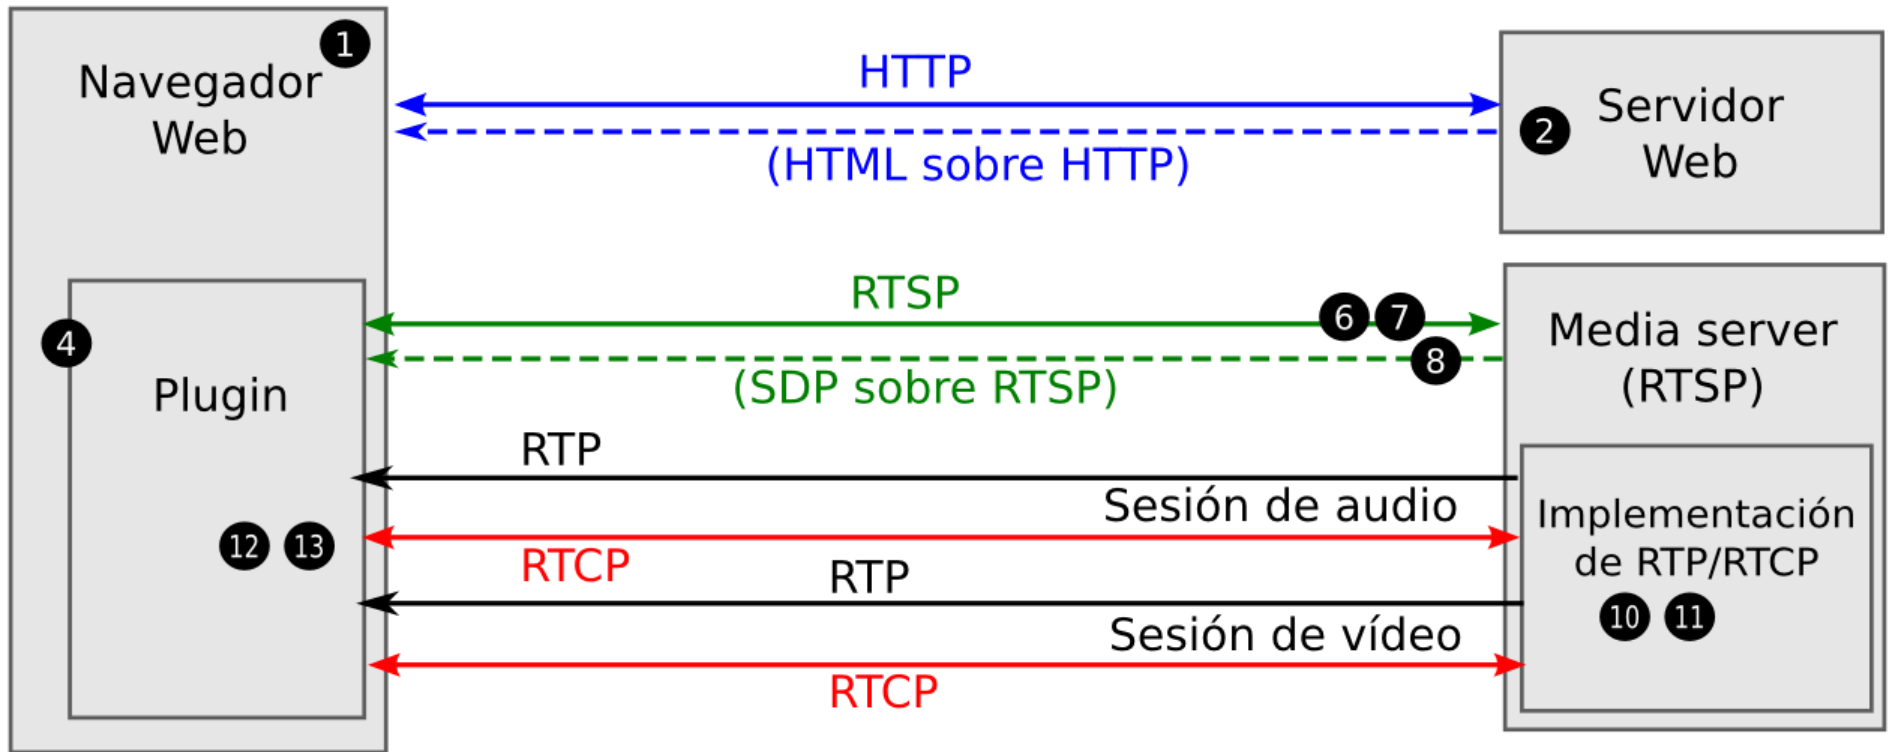 1
Navegador
Web
HTTP
(HTML sobre HTTP)
2
Servidor
Web
4
Plugin
RTSP
6 7
8
(SDP sobre RTSP)
Media server
(RTSP)
RTP
Sesión de audio
RTCP
12 13
RTP
Sesión de vídeo
RTCP
Implementación
de RTP/RTCP
10 11